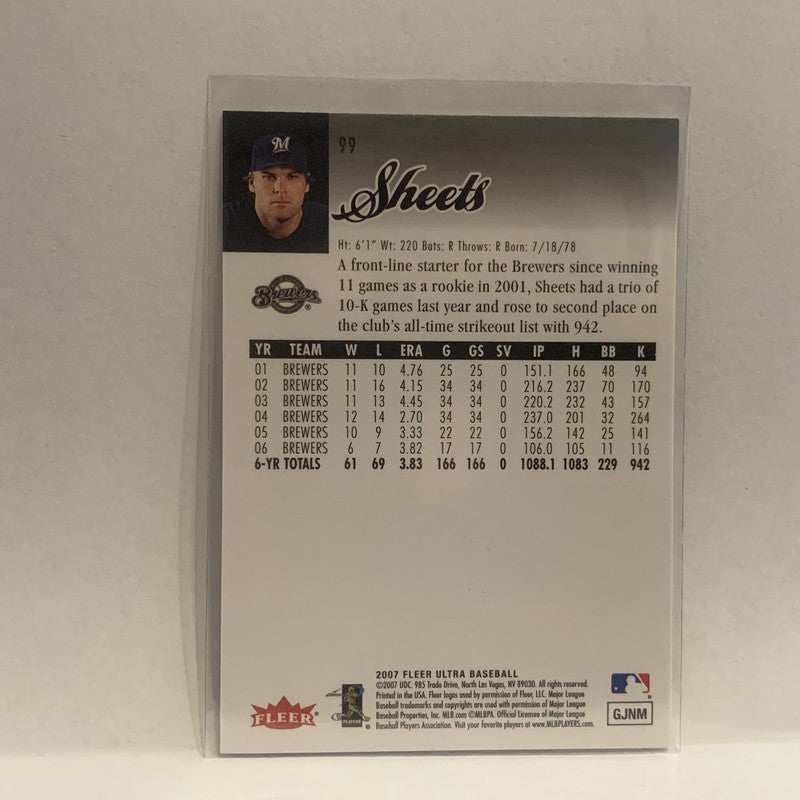 M
99
Sheets
Ht: 6'1" Wt: 220 Bats: R Throws: R Born: 7/18/78
Brewers
A front-line starter for the Brewers since winning
11 games as a rookie in 2001, Sheets had a trio of
10-K games last year and rose to second place on
the club's all-time strikeout list with 942.
YR TEAM W L ERA G GS SV IP H BB K
01 BREWERS 11 10 4.76 25 25 0 151.1 166 48 94
02 BREWERS 11 16 4.15 34 34 0 216.2 237 70 170
03 BREWERS 11 13 4.45 34 34 0 220.2 232 43 157
04 BREWERS 12 14 2.70 34 34 0 237.0 201 32 264
05 BREWERS 10 9 3.33 22 22 0 156.2 142 25 141
06 BREWERS 6 7 3.82 17 17 0 106.0 105 11 116
6-YR TOTALS 61 69 3.83 166 166 0 1088.1 1083 229 942
2007 FLEER ULTRA BASEBALL
©2007 UDC. 985 Trade Drive, North Las Vegas, NV 89030. All rights reserved.
Printed in the USA. Fleer logos used by permission of Fleer, LLC. Major League
Baseball trademarks and copyrights are used with permission of Major League
Baseball Properties, Inc. MLB.com ©MLBPA. Official Licensee of Major League
Baseball Players Association. Visit your favorite players at www.MLBPLAYERS.com
FLEER
PLAYERS
GJNM